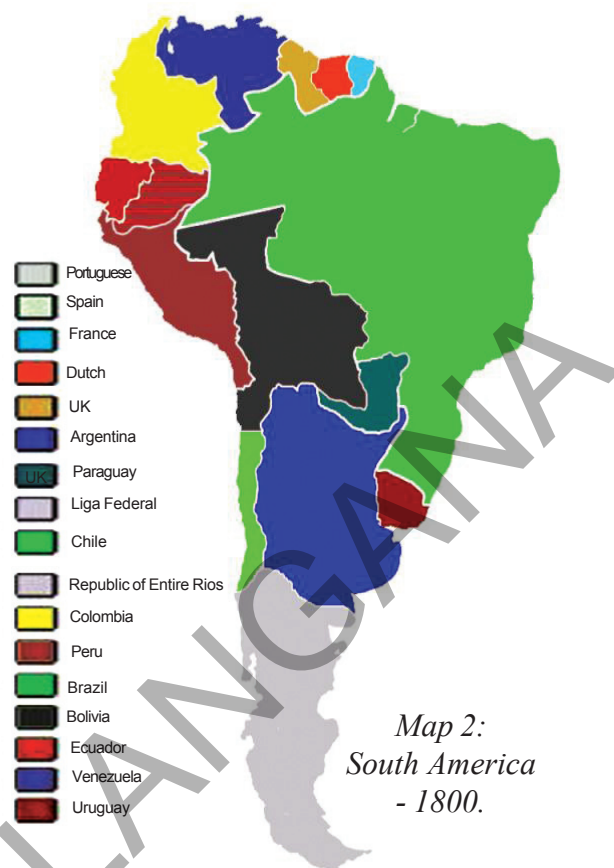 Portuguese
Spain
France
Dutch
UK
Argentina
UK
Paraguay
Liga Federal
Chile
Republic of Entire Rios
Colombia
Peru
Brazil
Bolivia
Ecuador
Venezuela
Uruguay
Map 2:
South America
- 1800.
LANGANA